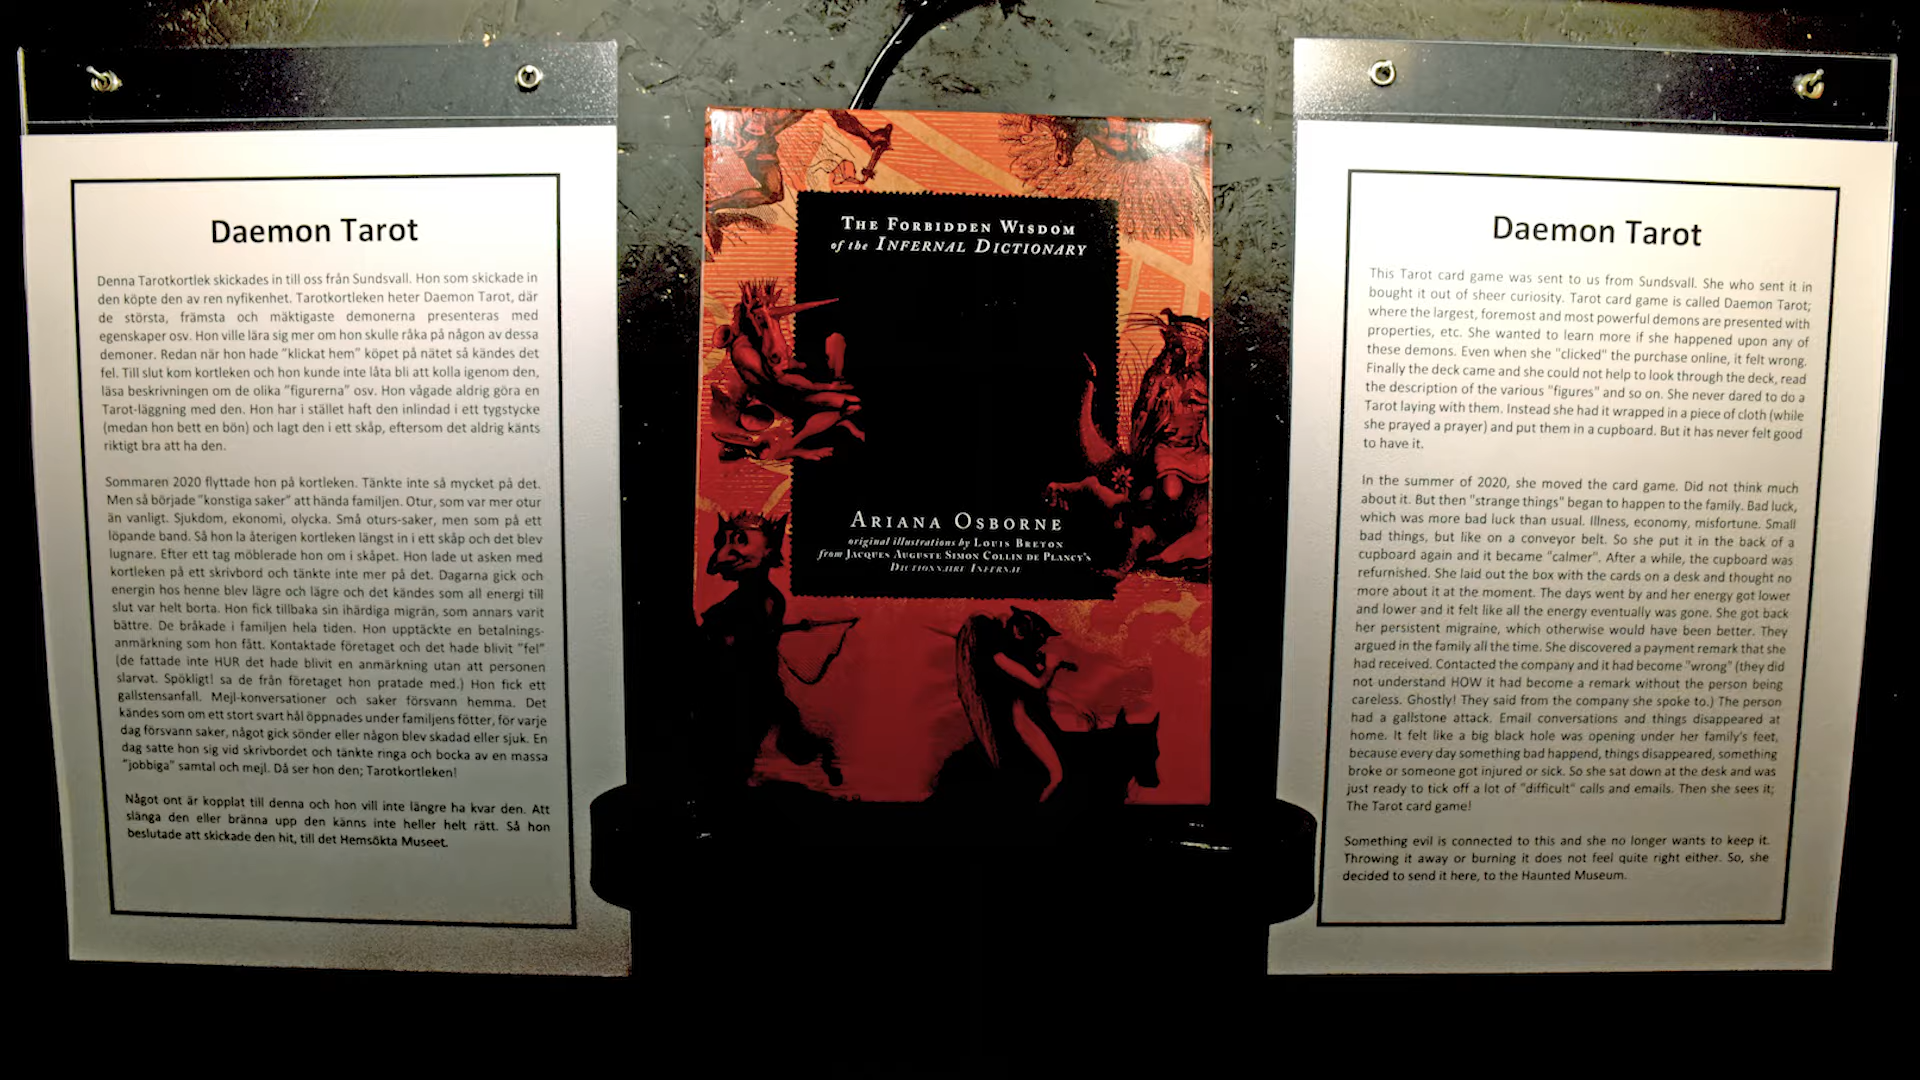 Daemon Tarot
Denna Tarotkortlek skickades in till oss från Sundsvall. Hon som skickade in
den köpte den av ren nyfikenhet. Tarotkortleken heter Daemon Tarot, där
de största, främsta och mäktigaste demonerna presenteras med
egenskaper osv. Hon ville lära sig mer om hon skulle råka på någon av dessa
demoner. Redan när hon hade "klickat hem" köpet på nätet så kändes det
fel. Till slut kom kortleken och hon kunde inte låta bli att kolla igenom den,
läsa beskrivningen om de olika "figurerna" osv. Hon vågade aldrig göra en
Tarot-läggning med den. Hon har i stället haft den inlindad i ett tygstycke
(medan hon bett en bön) och lagt den i ett skåp, eftersom det aldrig känts
riktigt bra att ha den.
Sommaren 2020 flyttade hon på kortleken. Tänkte inte så mycket på det.
Men så började "konstiga saker" att hända familjen. Otur, som var mer otur
än vanligt. Sjukdom, ekonomi, olycka. Små oturs-saker, men som på ett
löpande band. Så hon la återigen kortleken längst in i ett skåp och det blev
lugnare. Efter ett tag möblerade hon om i skåpet. Hon lade ut asken med
kortleken på ett skrivbord och tänkte inte mer på det. Dagarna gick och
energin hos henne blev lägre och lägre och det kändes som all energi till
slut var helt borta. Hon fick tillbaka sin ihärdiga migrän, som annars varit
bättre. De bråkade i familjen hela tiden. Hon upptäckte en betalnings-
anmärkning som hon fått. Kontaktade företaget och det hade blivit "fel"
(de fattade inte HUR det hade blivit en anmärkning utan att personen
slarvat. Spökligt! sa de från företaget hon pratade med.) Hon fick ett
gallstensanfall. Mejl-konversationer och saker försvann hemma. Det
kändes som om ett stort svart hål öppnades under familjens fötter, för varje
dag försvann saker, något gick sönder eller någon blev skadad eller sjuk. En
dag satte hon sig vid skrivbordet och tänkte ringa och bocka av en massa
"jobbiga" samtal och mejl. Då ser hon den; Tarotkortleken!
Något ont är kopplat till denna och hon vill inte längre ha kvar den. Att
slänga den eller bränna upp den känns inte heller helt rätt. Så hon
beslutade att skickade den hit, till det Hemsökta Museet.
The Forbidden Wisdom
of the Infernal Dictionary
Ariana Osborne
original illustrations by Louis Breton
from Jacques Auguste Simon Collin de Plancy's
Dictionnaire Infernal
Daemon Tarot
This Tarot card game was sent to us from Sundsvall. She who sent it in
bought it out of sheer curiosity. Tarot card game is called Daemon Tarot;
where the largest, foremost and most powerful demons are presented with
properties, etc. She wanted to learn more if she happened upon any of
these demons. Even when she "clicked" the purchase online, it felt wrong.
Finally the deck came and she could not help to look through the deck, read
the description of the various "figures" and so on. She never dared to do a
Tarot laying with them. Instead she had it wrapped in a piece of cloth (while
she prayed a prayer) and put them in a cupboard. But it has never felt good
to have it.
In the summer of 2020, she moved the card game. Did not think much
about it. But then "strange things" began to happen to the family. Bad luck,
which was more bad luck than usual. Illness, economy, misfortune. Small
bad things, but like on a conveyor belt. So she put it in the back of a
cupboard again and it became "calmer". After a while, the cupboard was
refurnished. She laid out the box with the cards on a desk and thought no
more about it at the moment. The days went by and her energy got lower
and lower and it felt like all the energy eventually was gone. She got back
her persistent migraine, which otherwise would have been better. They
argued in the family all the time. She discovered a payment remark that she
had received. Contacted the company and it had become "wrong" (they did
not understand HOW it had become a remark without the person being
careless. Ghostly! They said from the company she spoke to.) The person
had a gallstone attack. Email conversations and things disappeared at
home. It felt like a big black hole was opening under her family's feet,
because every day something bad happend, things disappeared, something
broke or someone got injured or sick. So she sat down at the desk and was
just ready to tick off a lot of "difficult" calls and emails. Then she sees it;
The Tarot card game!
Something evil is connected to this and she no longer wants to keep it.
Throwing it away or burning it does not feel quite right either. So, she
decided to send it here, to the Haunted Museum.